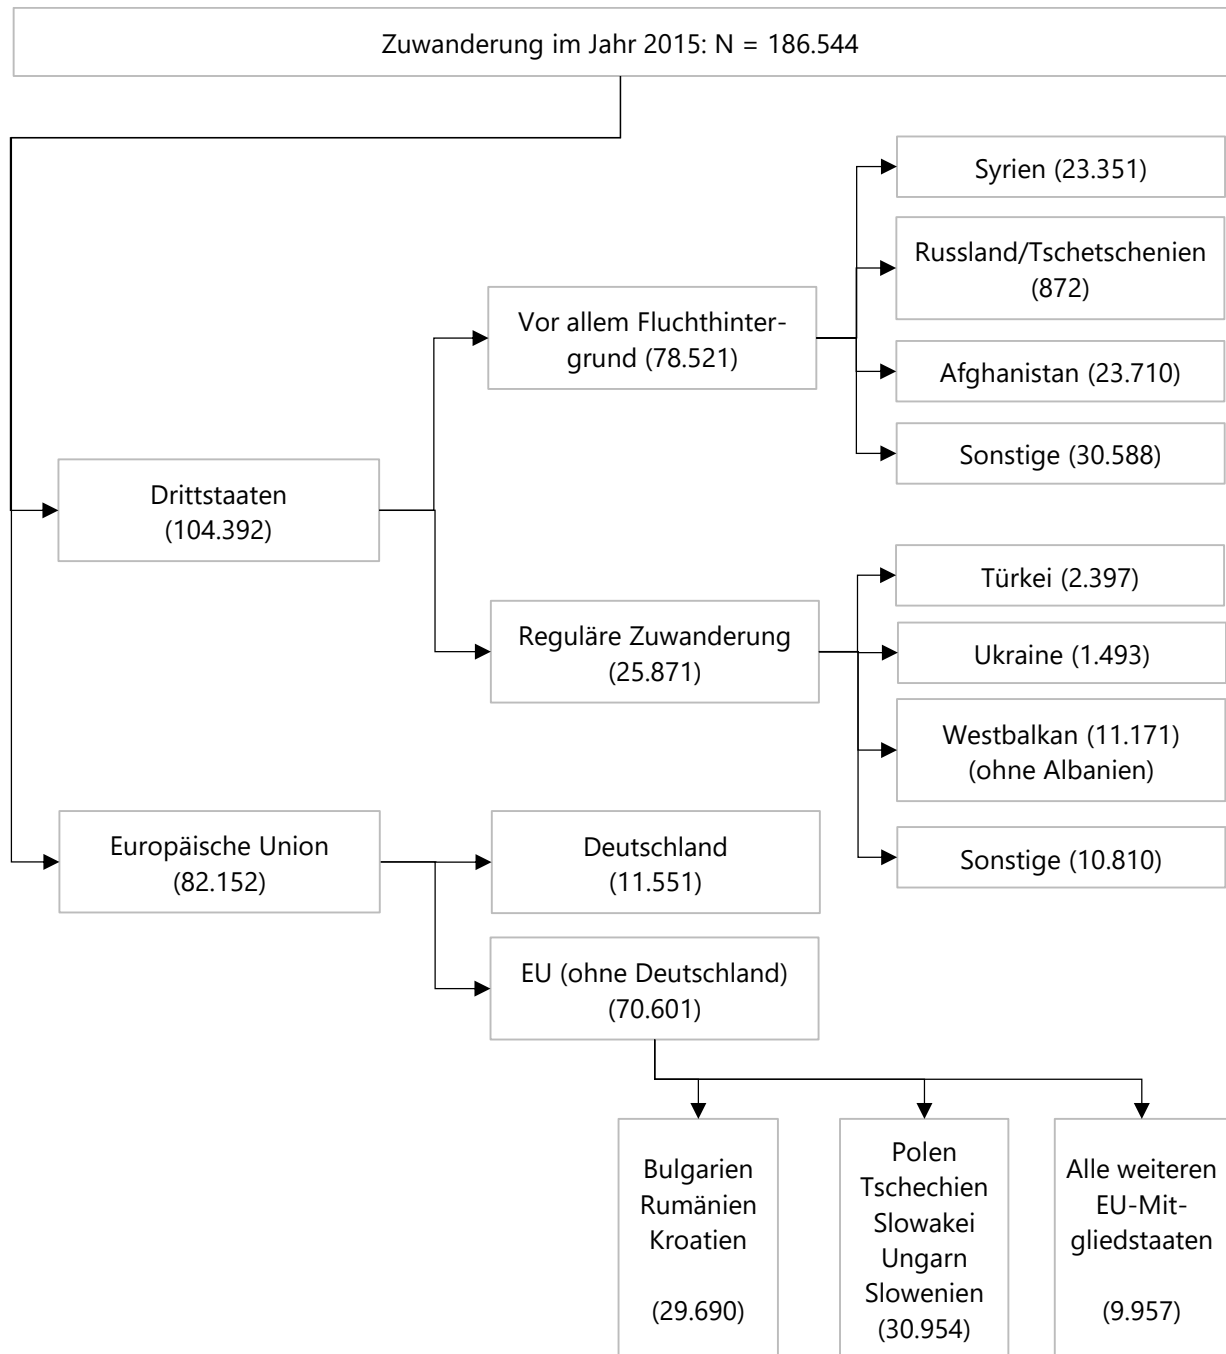 Zuwanderung im Jahr 2015: N = 186.544
Syrien (23.351)
Russland/Tschetschenien
(872)
Vor allem Fluchthinter-
grund (78.521)
Afghanistan (23.710)
Sonstige (30.588)
Drittstaaten
(104.392)
Türkei (2.397)
Reguläre Zuwanderung
(25.871)
Ukraine (1.493)
Westbalkan (11.171)
(ohne Albanien)
Sonstige (10.810)
Europäische Union
(82.152)
Deutschland
(11.551)
EU (ohne Deutschland)
(70.601)
Bulgarien
Rumänien
Kroatien
(29.690)
Polen
Tschechien
Slowakei
Ungarn
Slowenien
(30.954)
Alle weiteren
EU-Mit-
gliedstaaten
(9.957)